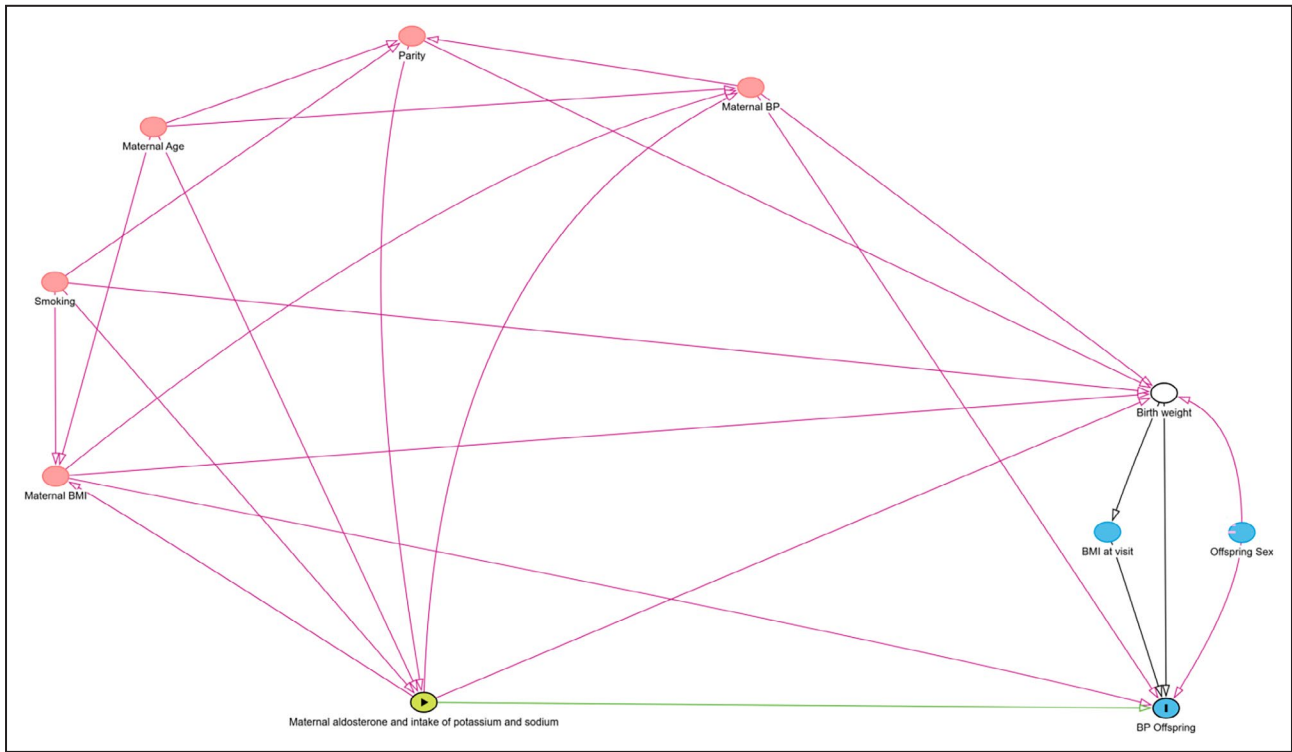 Parity
Maternal BP
Maternal Age
Smoking
Birth weight
Maternal BMI
BMI at visit
Offspring Sex
Maternal aldosterone and intake of potassium and sodium
BP Offspring